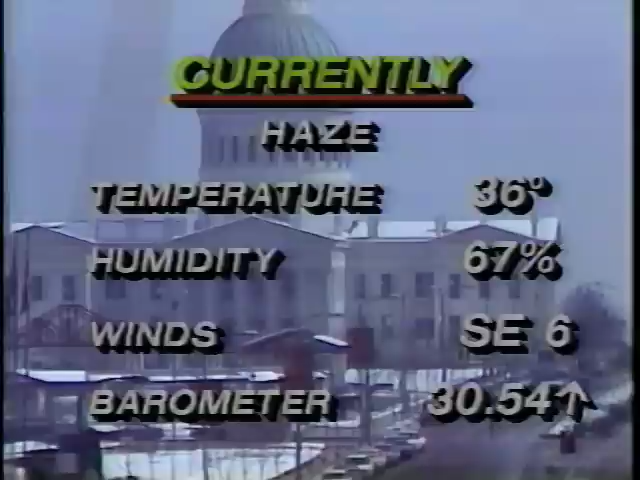 CURRENTLY
HAZE
TEMPERATURE 36°
HUMIDITY 67%
WINDS SE 6
BAROMETER 30.54↑